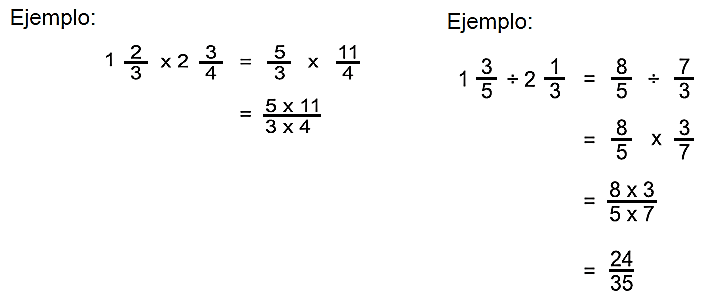 Ejemplo:
1 2/3 x 2 3/4 = 5/3 x 11/4
= 5 x 11 / 3 x 4
Ejemplo:
1 3/5 ÷ 2 1/3 = 8/5 ÷ 7/3
= 8/5 x 3/7
= 8 x 3 / 5 x 7
= 24/35